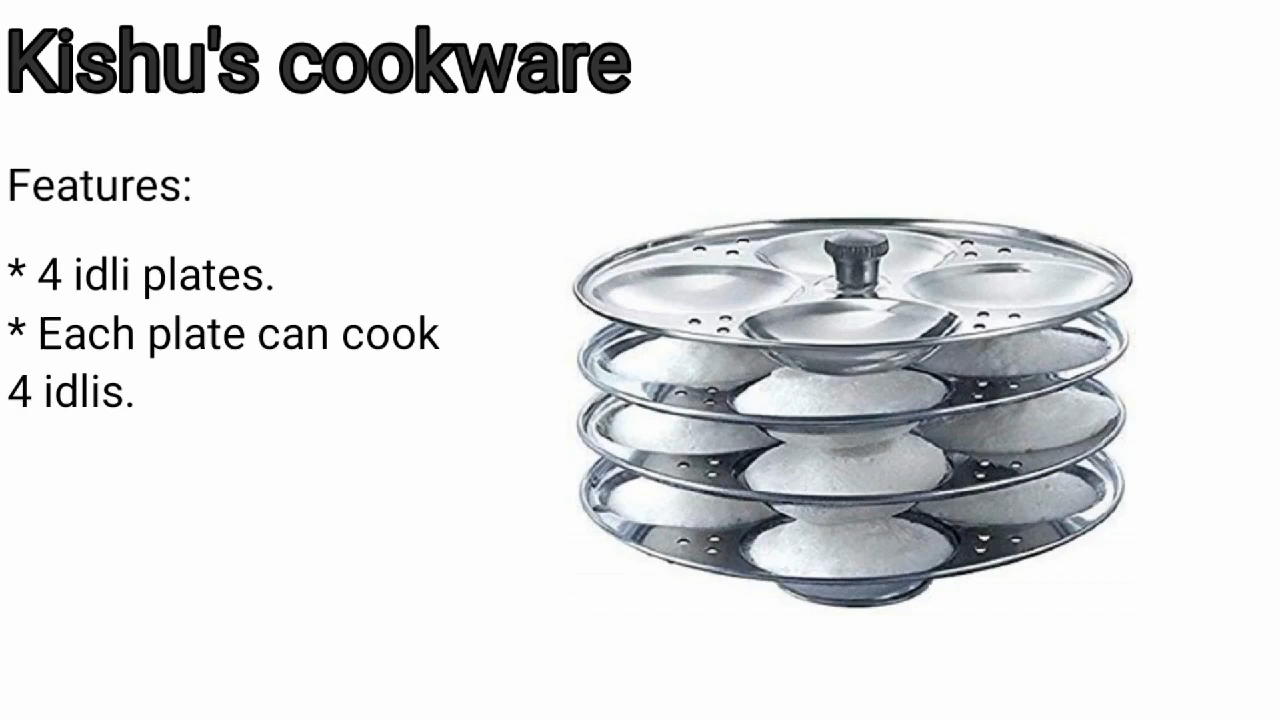 Kishu's cookware
Features:
* 4 idli plates.
* Each plate can cook
4 idlis.